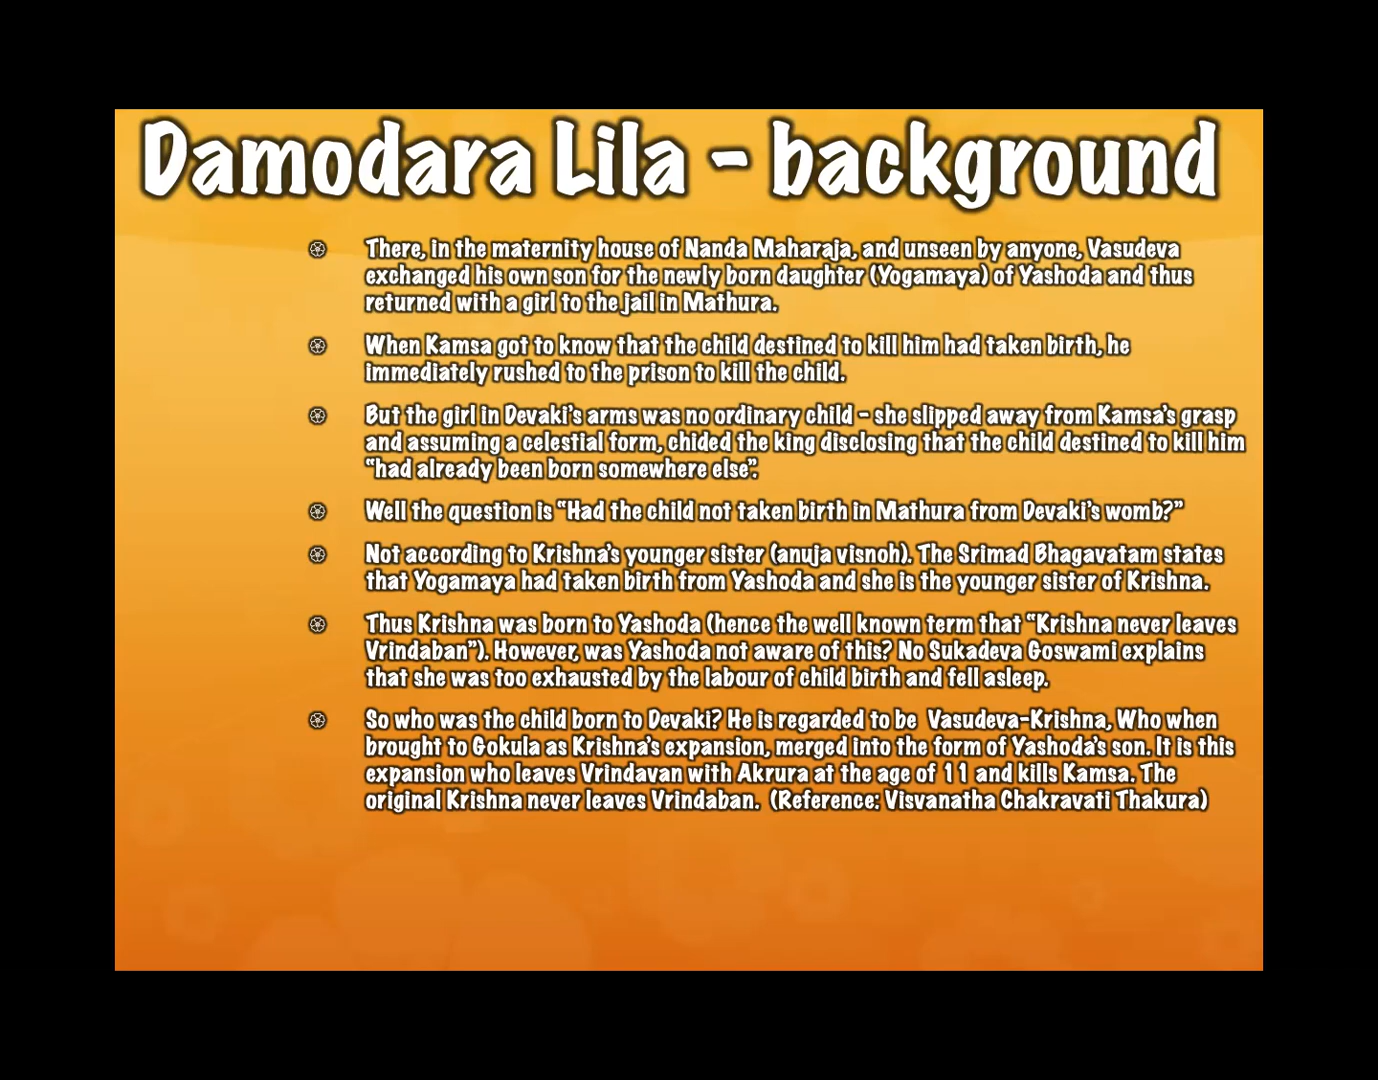 Damodara Lila - background
There, in the maternity house of Nanda Maharaja, and unseen by anyone, Vasudeva
exchanged his own son for the newly born daughter (Yogamaya) of Yashoda and thus
returned with a girl to the jail in Mathura.
When Kamsa got to know that the child destined to kill him had taken birth, he
immediately rushed to the prison to kill the child.
But the girl in Devaki's arms was no ordinary child – she slipped away from Kamsa's grasp
and assuming a celestial form, chided the king disclosing that the child destined to kill him
“had already been born somewhere else”.
Well the question is “Had the child not taken birth in Mathura from Devaki's womb?”
Not according to Krishna's younger sister (anuja visnoh). The Srimad Bhagavatam states
that Yogamaya had taken birth from Yashoda and she is the younger sister of Krishna.
Thus Krishna was born to Yashoda (hence the well known term that “Krishna never leaves
Vrindaban”). However, was Yashoda not aware of this? No Sukadeva Goswami explains
that she was too exhausted by the labour of child birth and fell asleep.
So who was the child born to Devaki? He is regarded to be  Vasudeva-Krishna, Who when
brought to Gokula as Krishna's expansion, merged into the form of Yashoda's son. It is this
expansion who leaves Vrindavan with Akrura at the age of 11 and kills Kamsa. The
original Krishna never leaves Vrindaban.  (Reference: Visvanatha Chakravati Thakura)